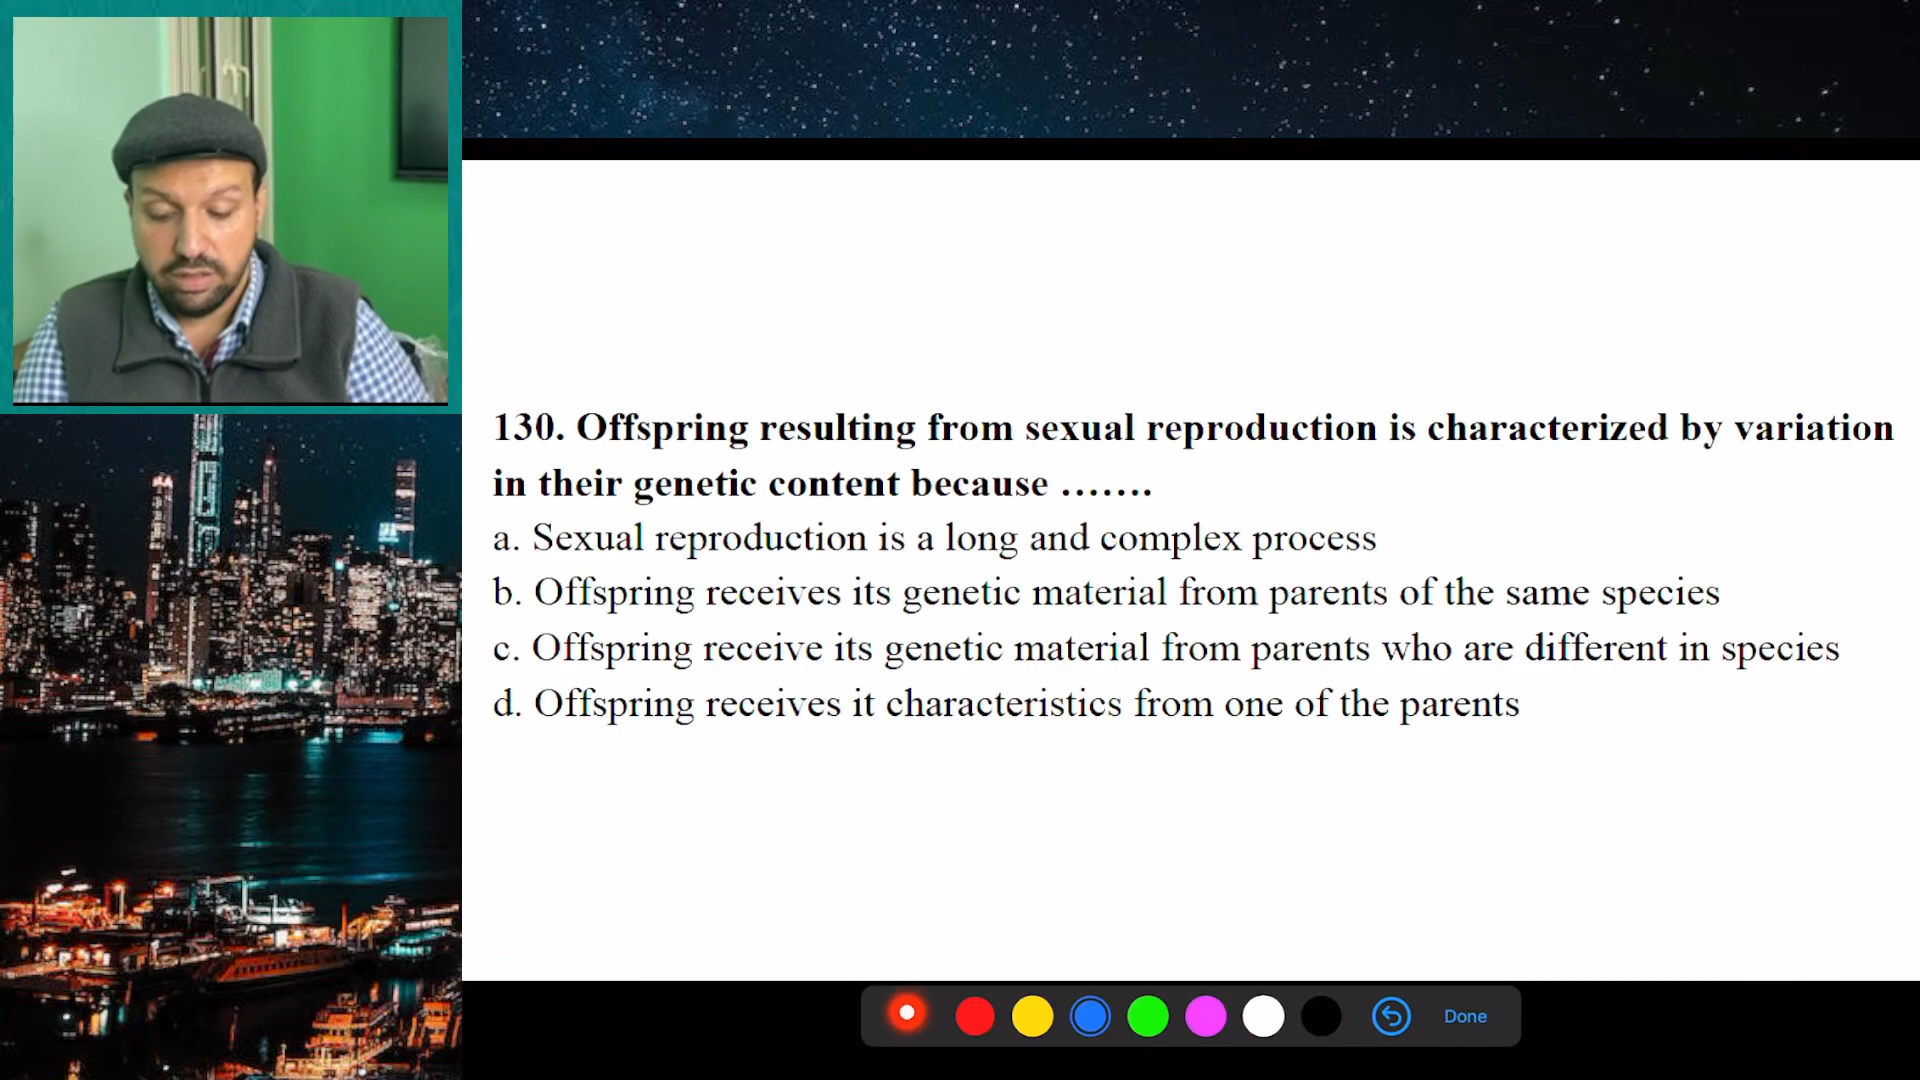 130. Offspring resulting from sexual reproduction is characterized by variation
in their genetic content because …….
a. Sexual reproduction is a long and complex process
b. Offspring receives its genetic material from parents of the same species
c. Offspring receive its genetic material from parents who are different in species
d. Offspring receives it characteristics from one of the parents
Done